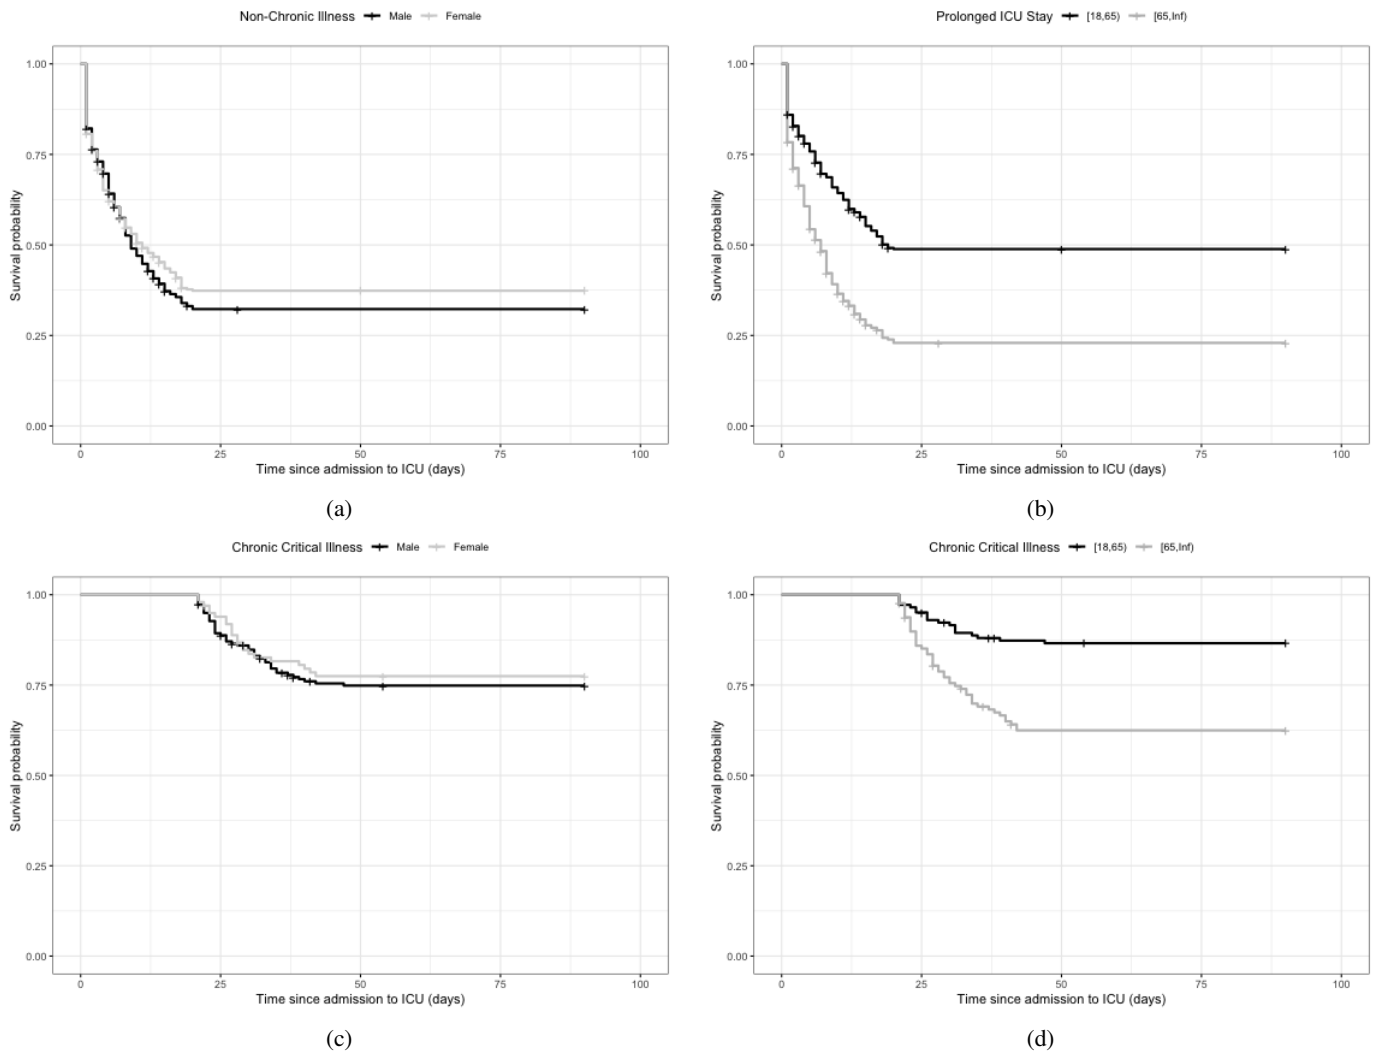 Non-Chronic Illness Male Female
1.00
0.75
0.50
0.25
0.00
Survival probability
0 25 50 75 100
Time since admission to ICU (days)
(a)
Prolonged ICU Stay [18,65) [65,Inf)
1.00
0.75
0.50
0.25
0.00
Survival probability
0 25 50 75 100
Time since admission to ICU (days)
(b)
Chronic Critical Illness Male Female
1.00
0.75
0.50
0.25
0.00
Survival probability
0 25 50 75 100
Time since admission to ICU (days)
(c)
Chronic Critical Illness [18,65) [65,Inf)
1.00
0.75
0.50
0.25
0.00
Survival probability
0 25 50 75 100
Time since admission to ICU (days)
(d)